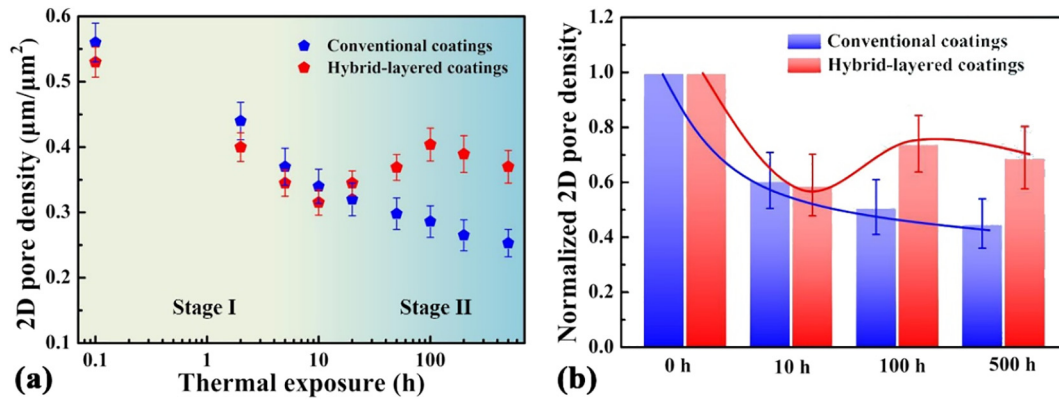 0.6
0.5
0.4
0.3
0.2
0.1
2D pore density (μm/μm²)
Conventional coatings
Hybrid-layered coatings
Stage I
Stage II
0.1
1
10
100
Thermal exposure (h)
(a)
1.2
1.0
0.8
0.6
0.4
0.2
0.0
Normalized 2D pore density
Conventional coatings
Hybrid-layered coatings
0 h
10 h
100 h
500 h
(b)